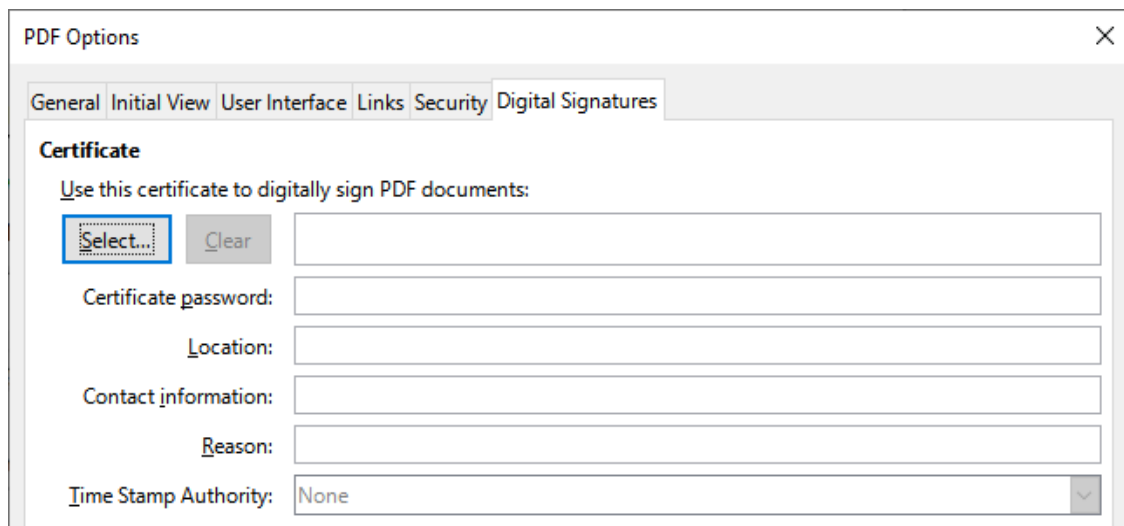 PDF Options
General Initial View User Interface Links Security Digital Signatures
Certificate
Use this certificate to digitally sign PDF documents:
Select... Clear
Certificate password:
Location:
Contact information:
Reason:
Time Stamp Authority: None